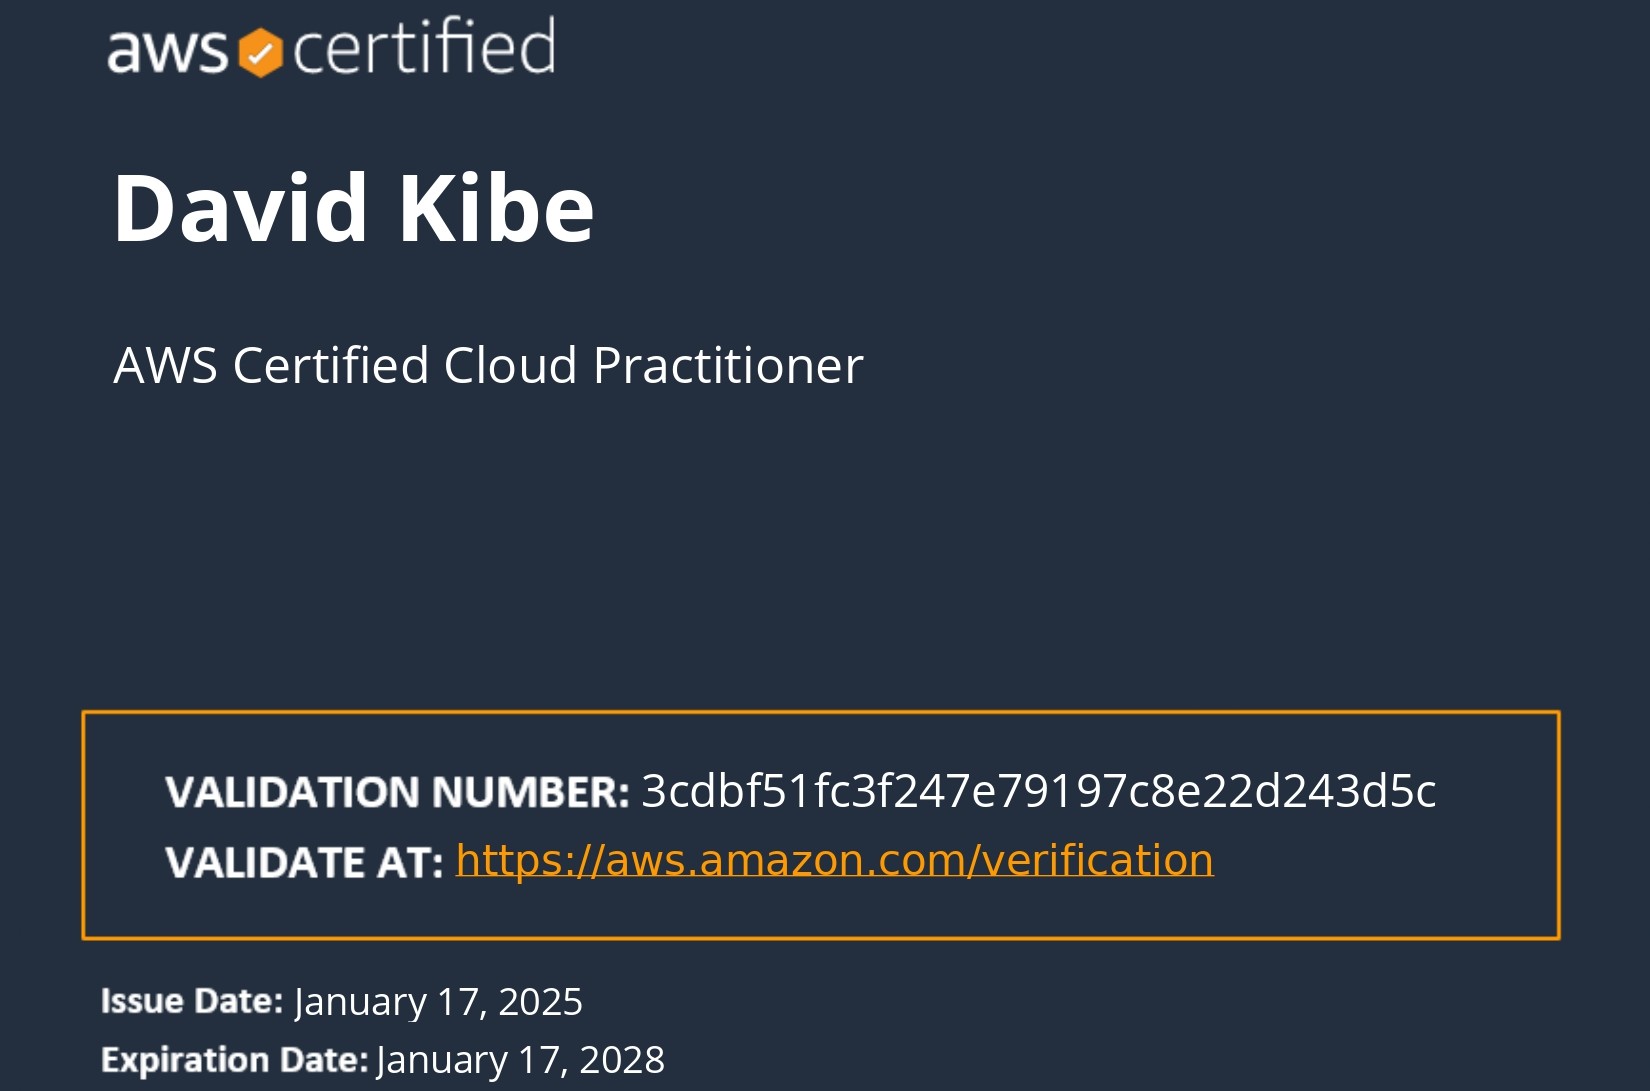 aws certified
David Kibe
AWS Certified Cloud Practitioner
VALIDATION NUMBER: 3cdbf51fc3f247e79197c8e22d243d5c
VALIDATE AT: https://aws.amazon.com/verification
Issue Date: January 17, 2025
Expiration Date: January 17, 2028